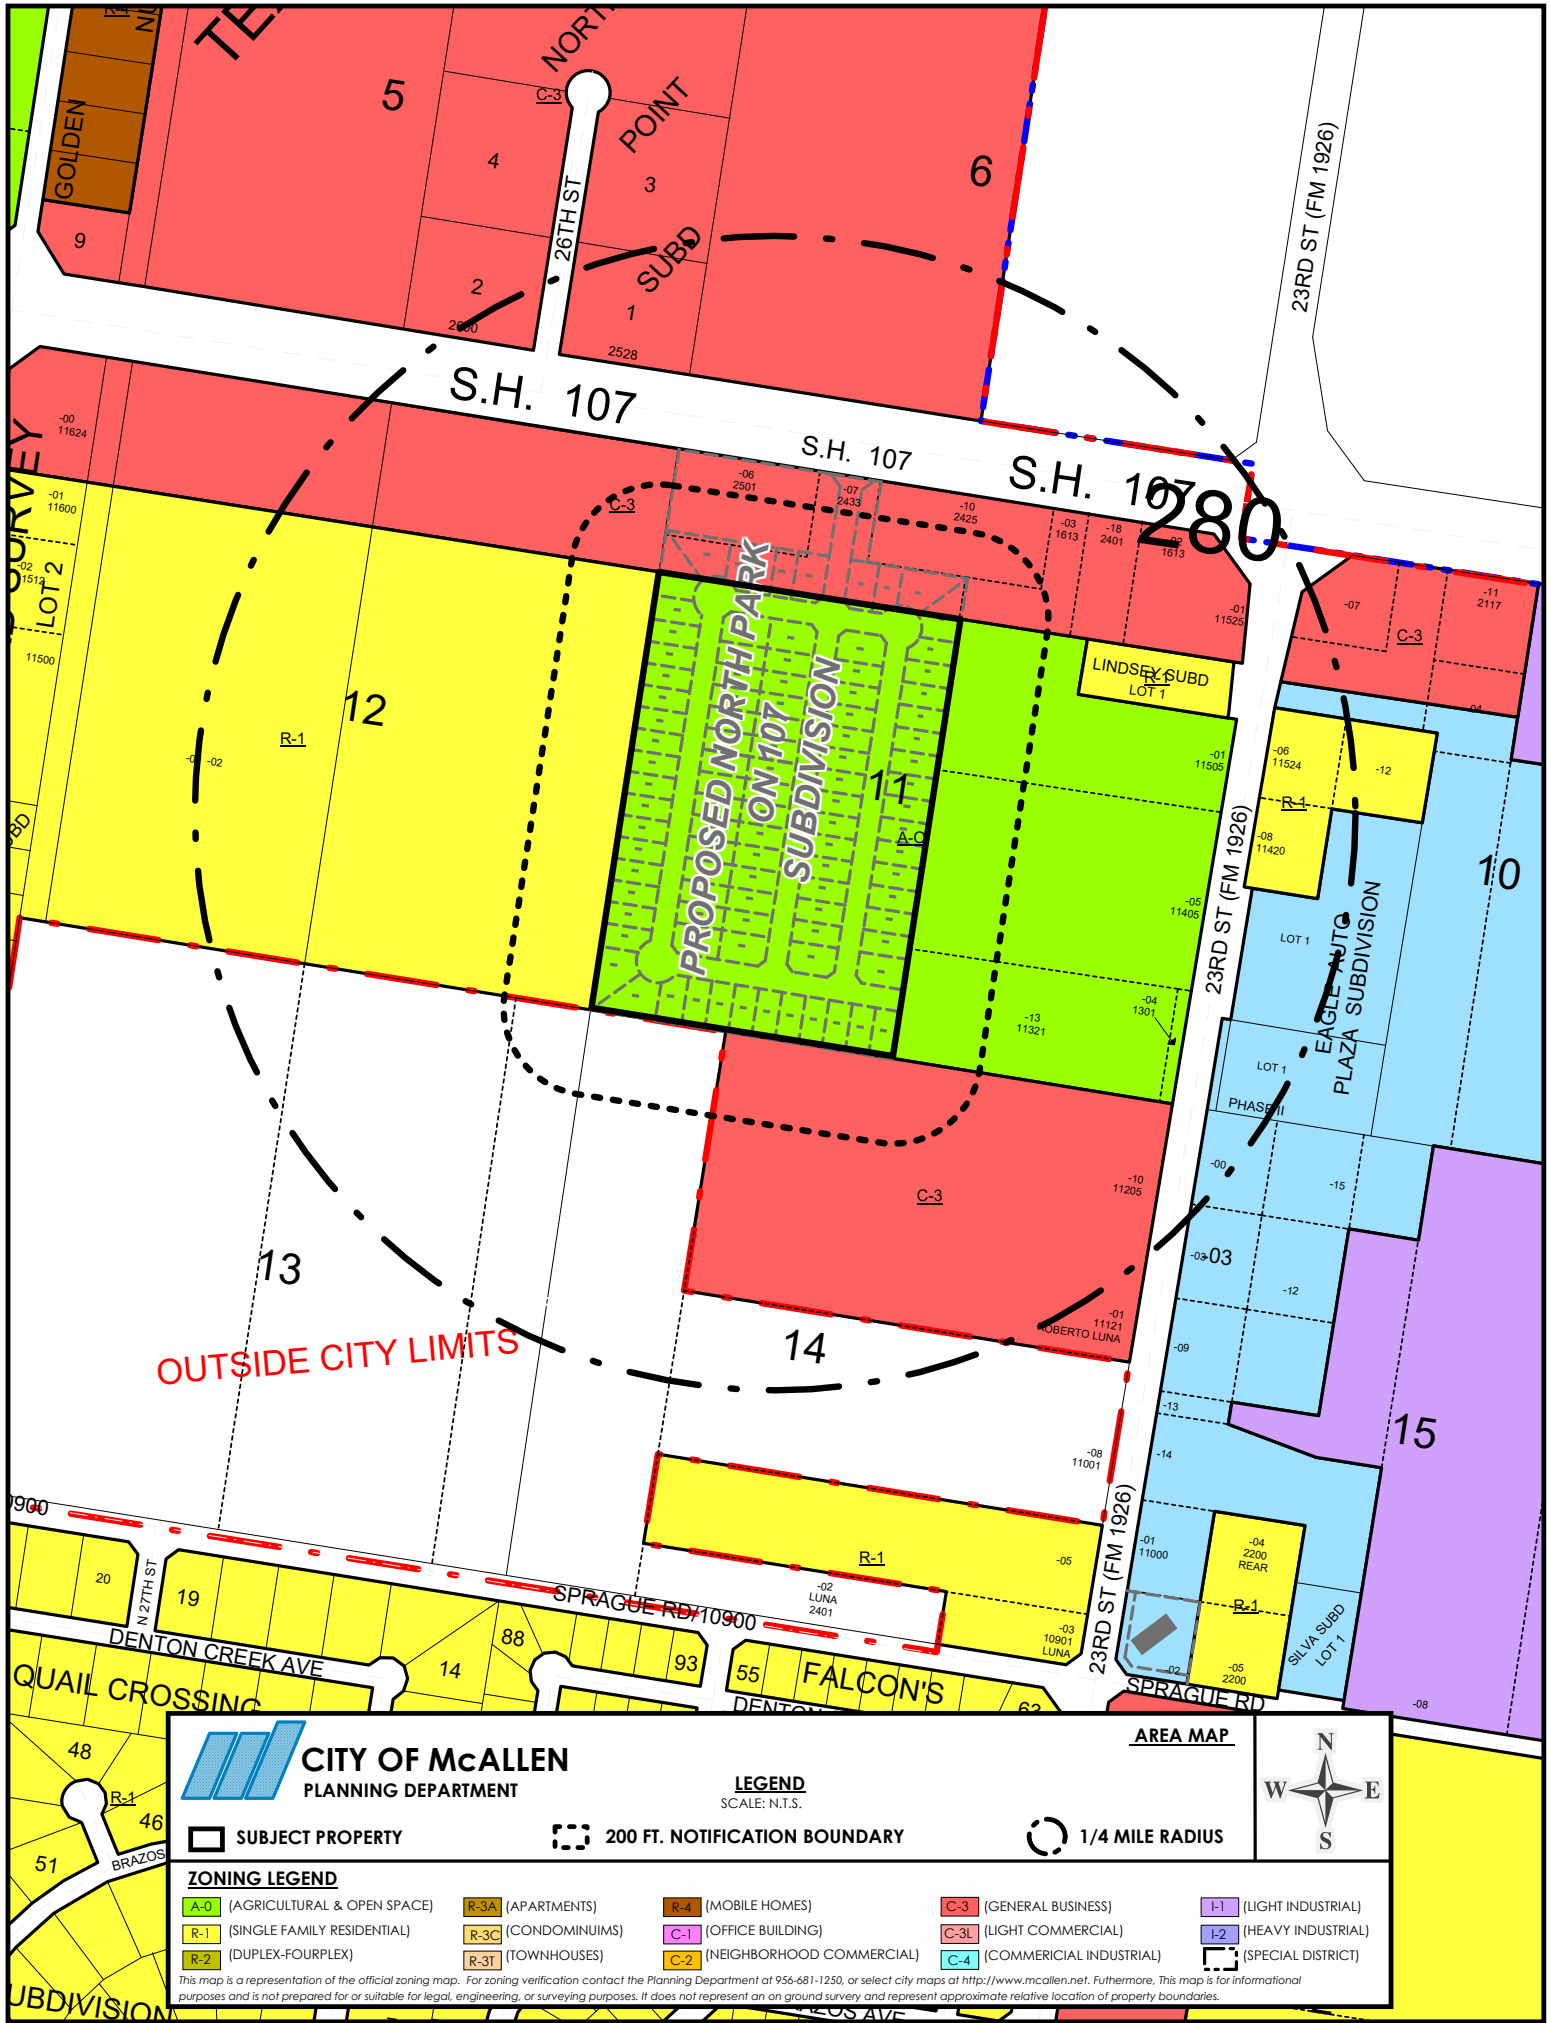 R-4
NU
TE
GOLDEN
9
5
NORTH
C-3
POINT
SUBD
4
3
2
2600
1
2528
26TH ST
6
23RD ST (FM 1926)
S.H. 107
S.H. 107
S.H. 107
280
-00
11624
-01
11600
-02
11512
LOT 2
11500
C-3
-06
2501
-07
2433
-10
2425
-03
1613
-18
2401
-02
1613
-01
11525
-07
-11
2117
C-3
-04
LINDSEY SUBD
R-1
LOT 1
12
R-1
-02
PROPOSED NORTH PARK
ON 107
SUBDIVISION
11
A-O
-01
11505
-05
11405
-13
11321
-04
1301
-06
11524
-12
R-1
-08
11420
10
23RD ST (FM 1926)
LOT 1
EAGLE AUTO
PLAZA SUBDIVISION
LOT 1
PHASE II
-00
-15
-03
-03
-12
-09
-13
-14
15
C-3
-10
11205
-01
11121
ROBERTO LUNA
13
14
OUTSIDE CITY LIMITS
-08
11001
R-1
-05
-02
LUNA
2401
-03
10901
LUNA
23RD ST (FM 1926)
-01
11000
-04
2200
REAR
R-1
-05
2200
-02
SILVA SUBD
LOT 1
-08
SPRAGUE RD
SPRAGUE RD/10900
20
N 27TH ST
19
DENTON CREEK AVE
QUAIL CROSSING
14
88
93
55
FALCON'S
63
DENTON
48
R-1
46
51
BRAZOS
UBDIVISION
CITY OF McALLEN
PLANNING DEPARTMENT
LEGEND
SCALE: N.T.S.
AREA MAP
N
W E
S
SUBJECT PROPERTY
200 FT. NOTIFICATION BOUNDARY
1/4 MILE RADIUS
ZONING LEGEND
A-0 (AGRICULTURAL & OPEN SPACE) R-3A (APARTMENTS) R-4 (MOBILE HOMES) C-3 (GENERAL BUSINESS) I-1 (LIGHT INDUSTRIAL)
R-1 (SINGLE FAMILY RESIDENTIAL) R-3C (CONDOMINUIMS) C-1 (OFFICE BUILDING) C-3L (LIGHT COMMERCIAL) I-2 (HEAVY INDUSTRIAL)
R-2 (DUPLEX-FOURPLEX) R-3T (TOWNHOUSES) C-2 (NEIGHBORHOOD COMMERCIAL) C-4 (COMMERICIAL INDUSTRIAL) (SPECIAL DISTRICT)
This map is a representation of the official zoning map. For zoning verification contact the Planning Department at 956-681-1250, or select city maps at http://www.mcallen.net. Futhermore, This map is for informational
purposes and is not prepared for or suitable for legal, engineering, or surveying purposes. It does not represent an on ground survey and represent approximate relative location of property boundaries.